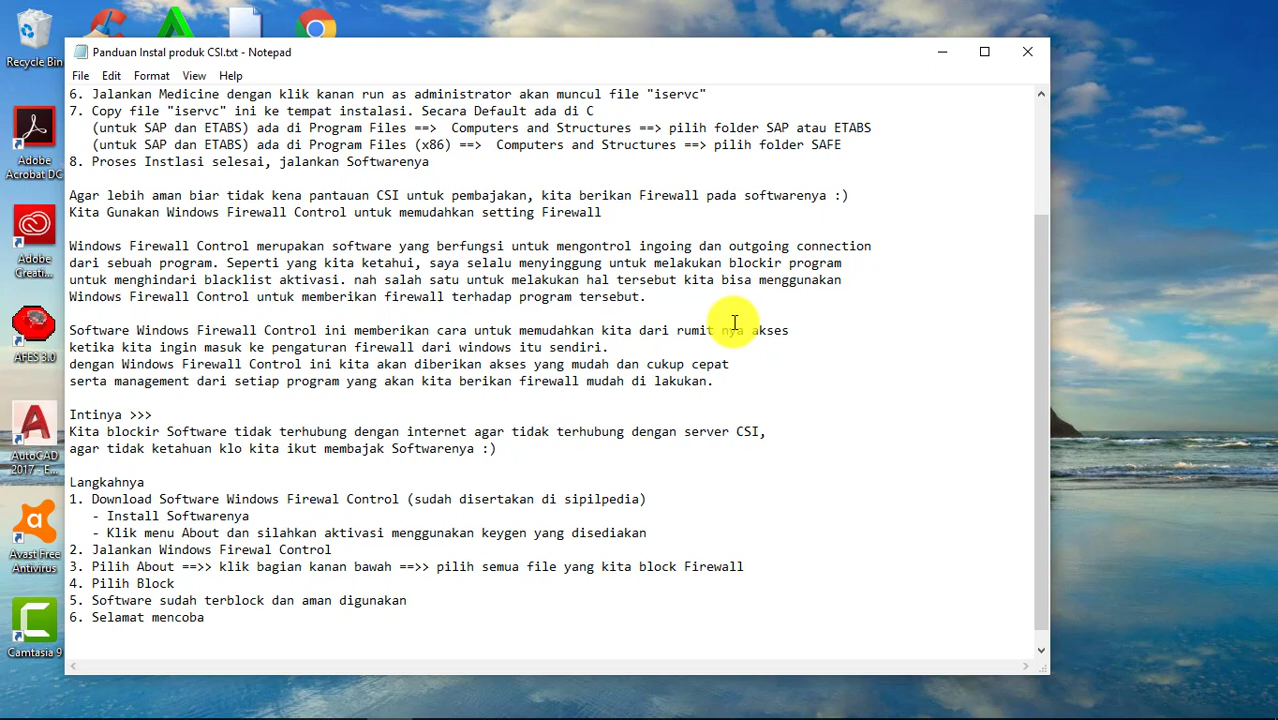 Recycle Bin
Adobe
Acrobat DC
Adobe
Creati...
AFES 3.0
AutoCAD
2017 - E...
Avast Free
Antivirus
Camtasia 9
Panduan Instal produk CSI.txt - Notepad
File Edit Format View Help
6. Jalankan Medicine dengan klik kanan run as administrator akan muncul file "iservc"
7. Copy file "iservc" ini ke tempat instalasi. Secara Default ada di C
(untuk SAP dan ETABS) ada di Program Files ==> Computers and Structures ==> pilih folder SAP atau ETABS
(untuk SAP dan ETABS) ada di Program Files (x86) ==> Computers and Structures ==> pilih folder SAFE
8. Proses Instlasi selesai, jalankan Softwarenya
Agar lebih aman biar tidak kena pantauan CSI untuk pembajakan, kita berikan Firewall pada softwarenya :)
Kita Gunakan Windows Firewall Control untuk memudahkan setting Firewall
Windows Firewall Control merupakan software yang berfungsi untuk mengontrol ingoing dan outgoing connection
dari sebuah program. Seperti yang kita ketahui, saya selalu menyinggung untuk melakukan blockir program
untuk menghindari blacklist aktivasi. nah salah satu untuk melakukan hal tersebut kita bisa menggunakan
Windows Firewall Control untuk memberikan firewall terhadap program tersebut.
Software Windows Firewall Control ini memberikan cara untuk memudahkan kita dari rumit nya akses
ketika kita ingin masuk ke pengaturan firewall dari windows itu sendiri.
dengan Windows Firewall Control ini kita akan diberikan akses yang mudah dan cukup cepat
serta management dari setiap program yang akan kita berikan firewall mudah di lakukan.
Intinya >>>
Kita blockir Software tidak terhubung dengan internet agar tidak terhubung dengan server CSI,
agar tidak ketahuan klo kita ikut membajak Softwarenya :)
Langkahnya
1. Download Software Windows Firewal Control (sudah disertakan di sipilpedia)
- Install Softwarenya
- Klik menu About dan silahkan aktivasi menggunakan keygen yang disediakan
2. Jalankan Windows Firewal Control
3. Pilih About ==>> klik bagian kanan bawah ==>> pilih semua file yang kita block Firewall
4. Pilih Block
5. Software sudah terblock dan aman digunakan
6. Selamat mencoba